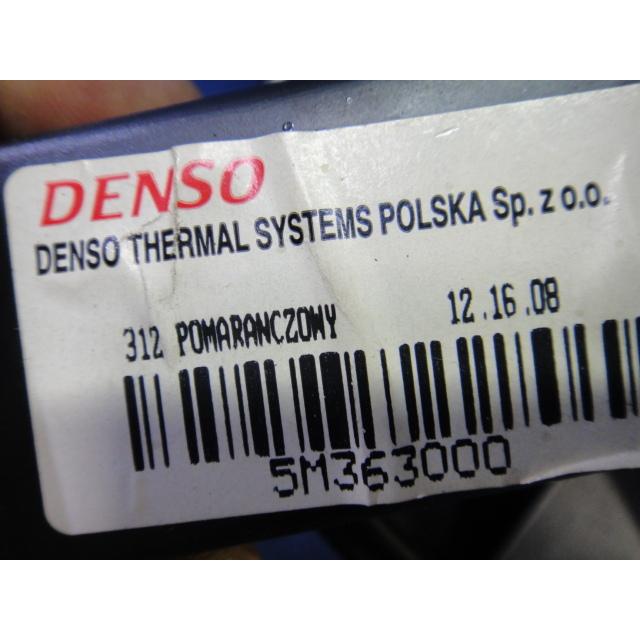 DENSO
DENSO THERMAL SYSTEMS POLSKA Sp. z o.o.
312 POMARANCZOWY 12.16.08
5M363000